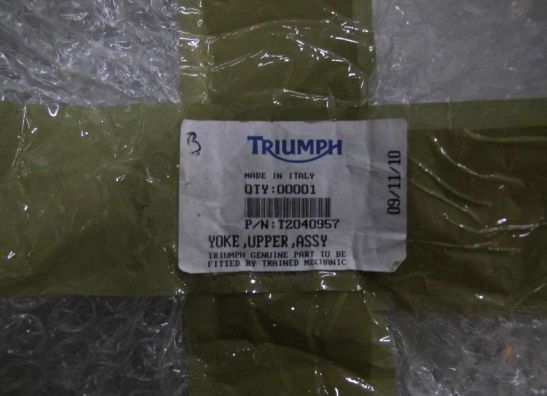 B
TRIUMPH
MADE IN ITALY
QTY:00001
P/N:T2040957
YOKE,UPPER,ASSY
TRIUMPH GENUINE PART TO BE
FITTED BY TRAINED MECHANIC
09/11/10